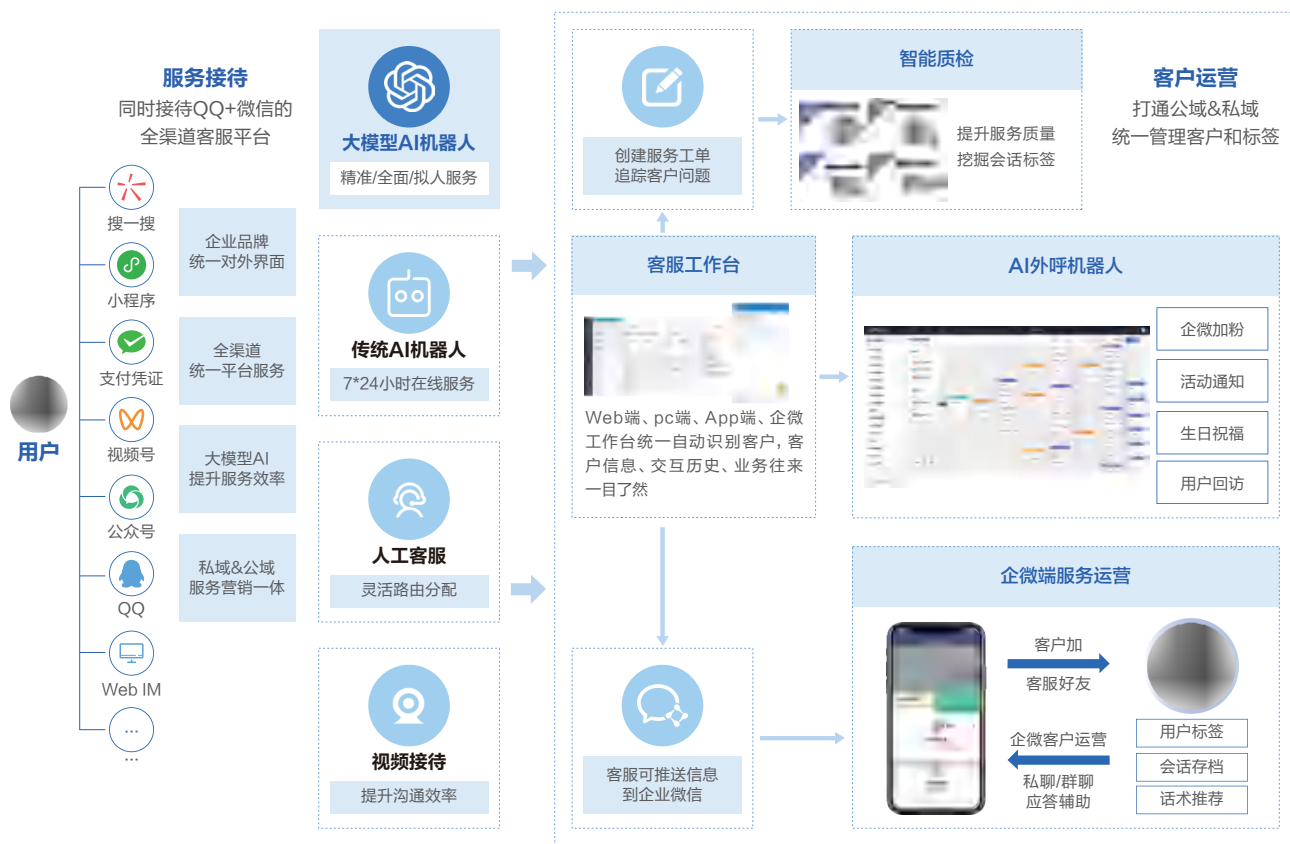 服务接待
同时接待QQ+微信的
全渠道客服平台
用户
搜一搜
小程序
支付凭证
视频号
公众号
QQ
Web IM
...
...
企业品牌
统一对外界面
全渠道
统一平台服务
大模型AI
提升服务效率
私域&公域
服务营销一体
大模型AI机器人
精准/全面/拟人服务
传统AI机器人
7*24小时在线服务
人工客服
灵活路由分配
视频接待
提升沟通效率
创建服务工单
追踪客户问题
智能质检
提升服务质量
挖掘会话标签
客户运营
打通公域&私域
统一管理客户和标签
客服工作台
Web端、pc端、App端、企微
工作台统一自动识别客户，客
户信息、交互历史、业务往来
一目了然
AI外呼机器人
企微加粉
活动通知
生日祝福
用户回访
客服可推送信息
到企业微信
企微端服务运营
客户加
客服好友
企微客户运营
私聊/群聊
应答辅助
用户标签
会话存档
话术推荐